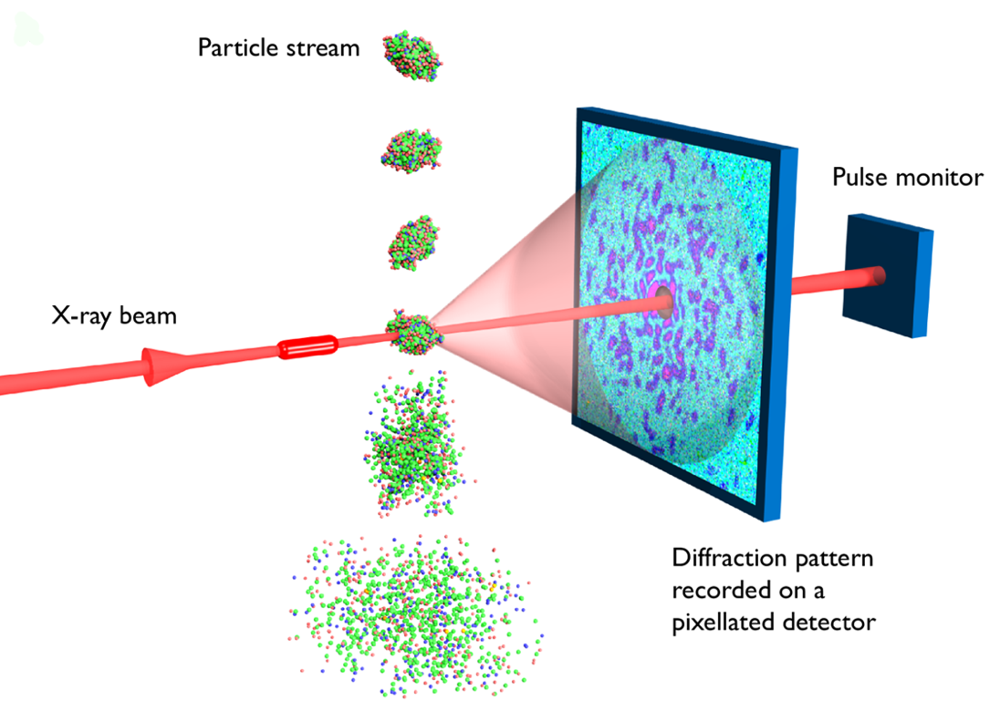 Particle stream
Pulse monitor
X-ray beam
Diffraction pattern
recorded on a
pixellated detector